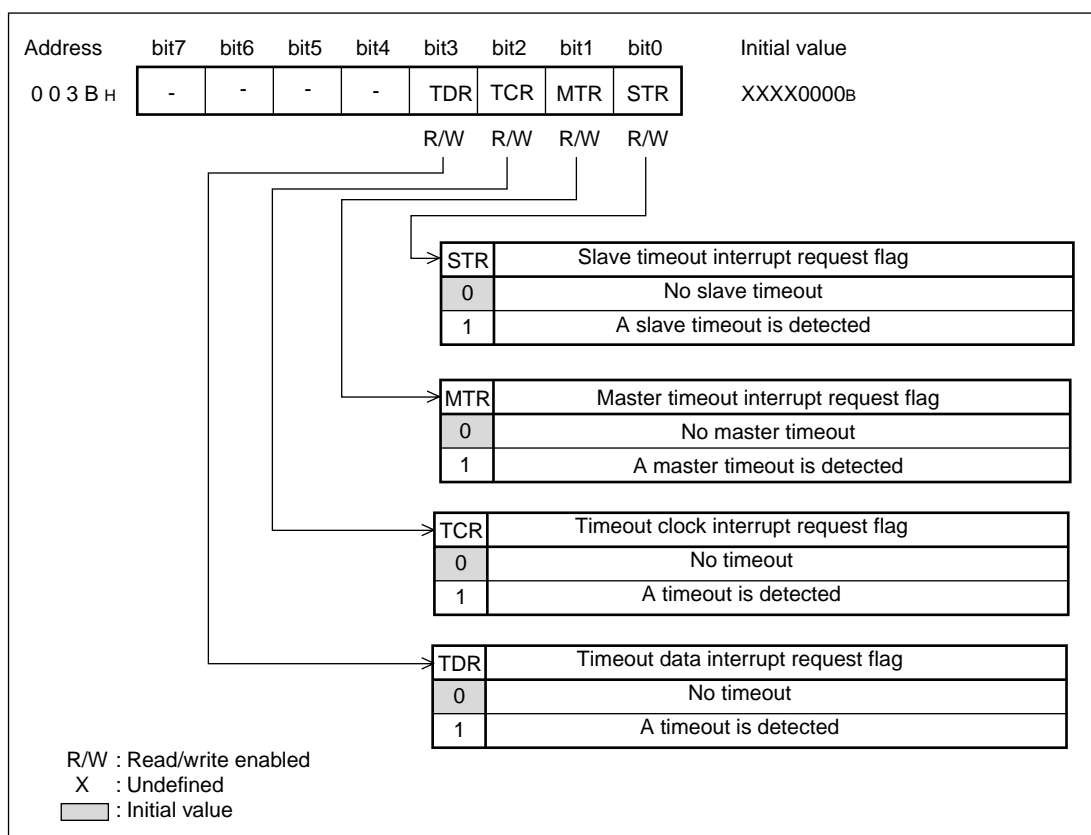 Address bit7 bit6 bit5 bit4 bit3 bit2 bit1 bit0 Initial value
0 0 3 B H - - - - TDR TCR MTR STR XXXX0000B
R/W R/W R/W R/W
STR Slave timeout interrupt request flag
0 No slave timeout
1 A slave timeout is detected
MTR Master timeout interrupt request flag
0 No master timeout
1 A master timeout is detected
TCR Timeout clock interrupt request flag
0 No timeout
1 A timeout is detected
TDR Timeout data interrupt request flag
0 No timeout
1 A timeout is detected
R/W : Read/write enabled
X : Undefined
: Initial value